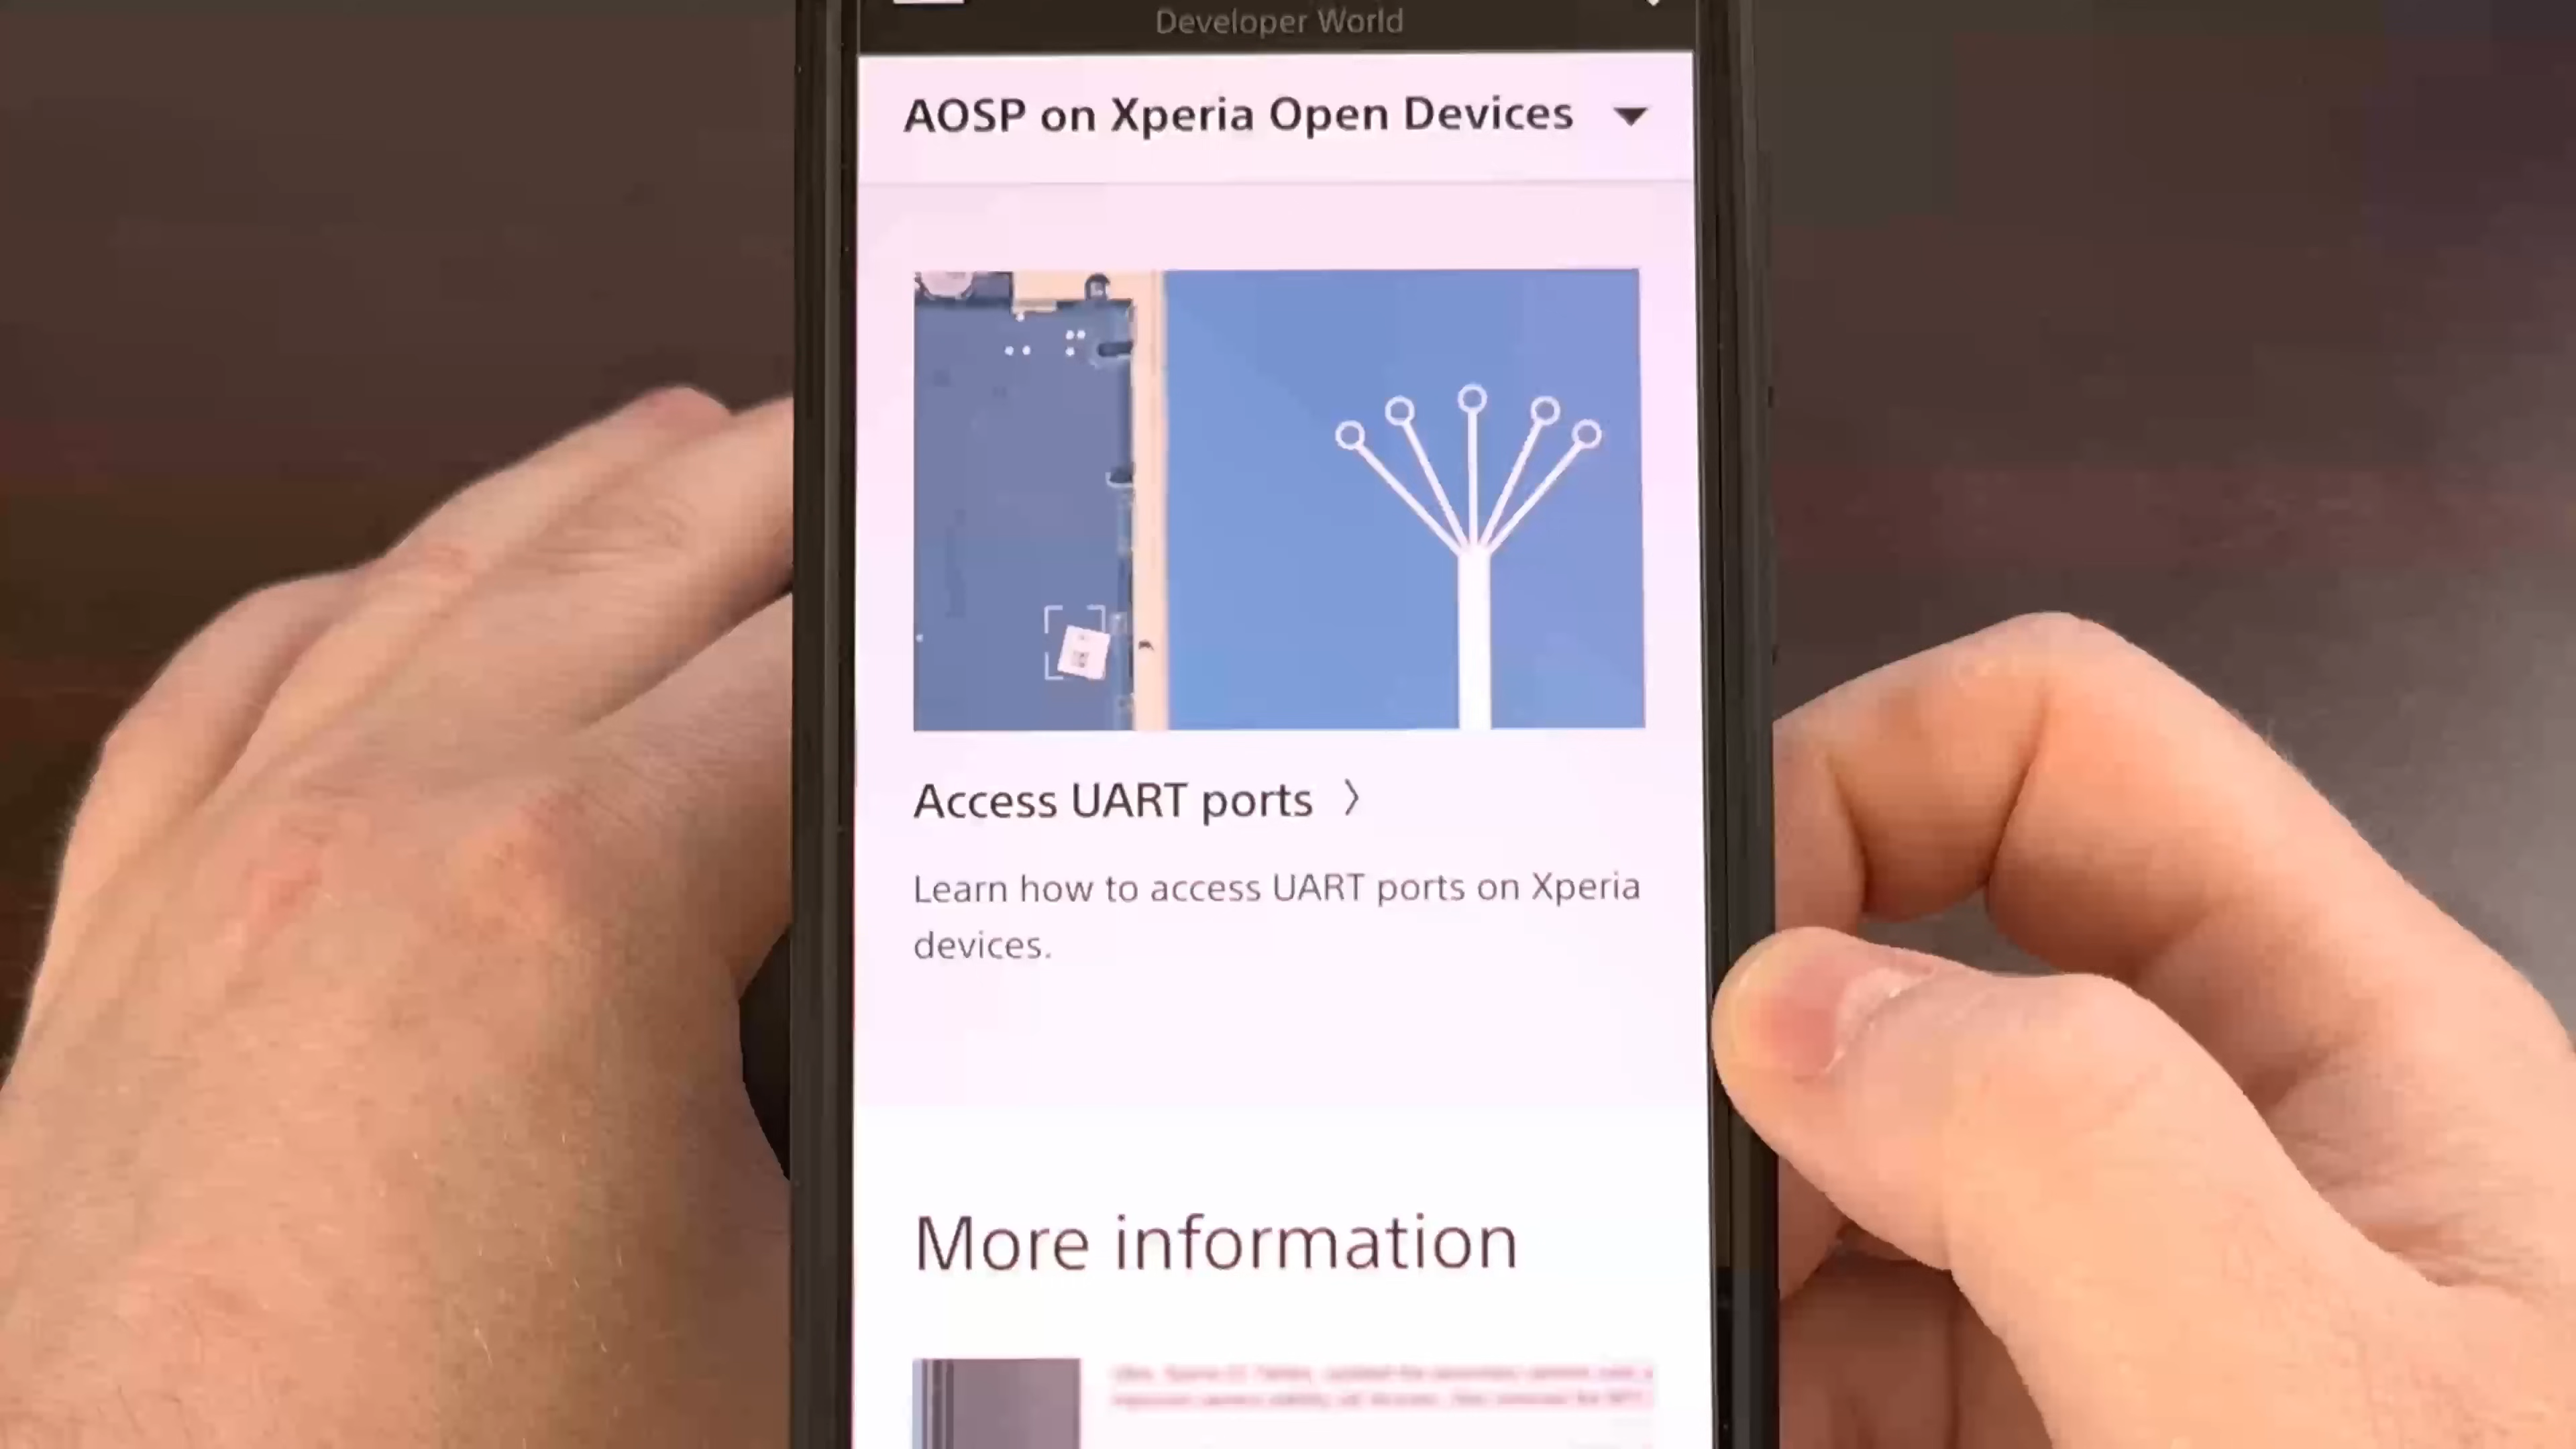 Developer World
AOSP on Xperia Open Devices
Access UART ports
Learn how to access UART ports on Xperia
devices.
More information